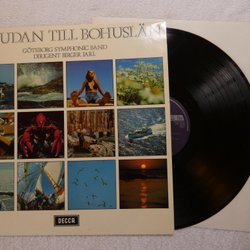 UDAN TILL BOHUSLÄN
GÖTEBORG SYMPHONIC BAND
DIRIGENT BIRGER JARL
DECCA